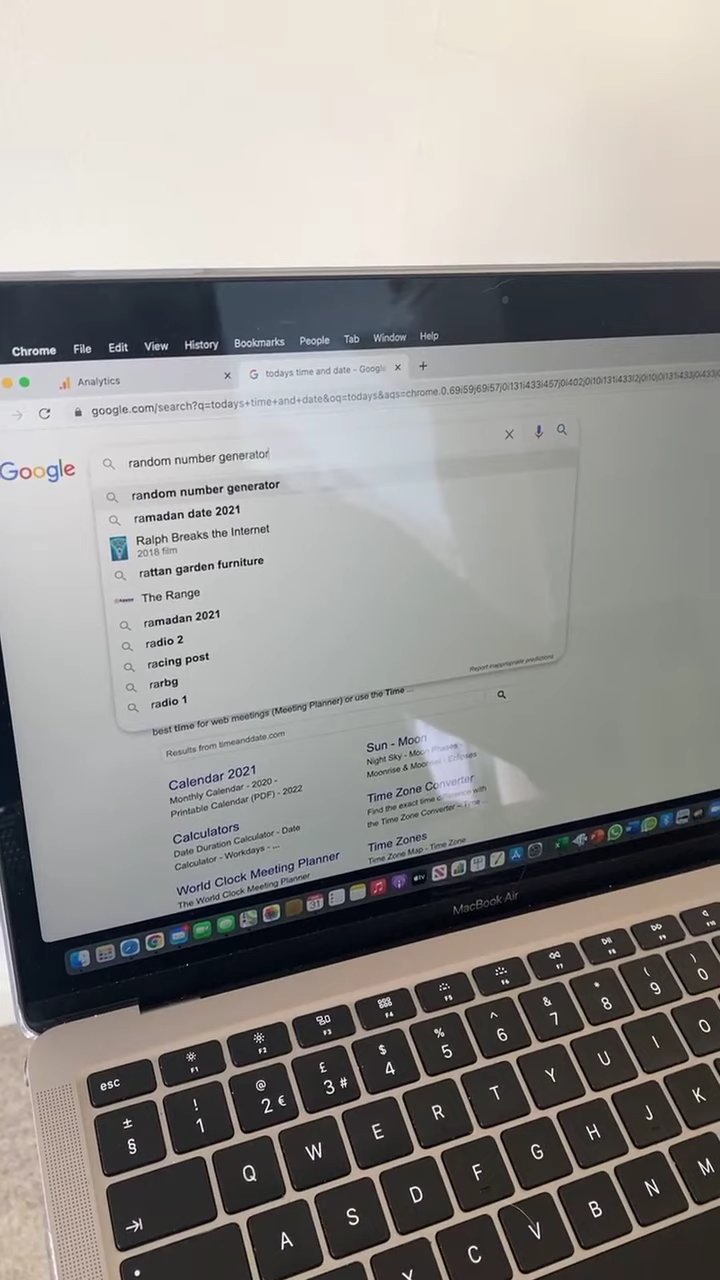 Chrome File Edit View History Bookmarks People Tab Window Help
Analytics
todays time and date - Google
google.com/search?q=todays+time+and+date&oq=todays&aqs=chrome.0.69i59j69i57j0i131i433i457j0i402j0i10i131i433l2j0i10j0i131i433j0i433j0
Google
random number generator
random number generator
ramadan date 2021
Ralph Breaks the Internet
2018 film
rattan garden furniture
The Range
ramadan 2021
radio 2
racing post
rarbg
radio 1
Report inappropriate predictions
best time for web meetings (Meeting Planner) or use the Time ...
Results from timeanddate.com
Calendar 2021
Monthly Calendar - 2020 -
Printable Calendar (PDF) - 2022
Sun - Moon
Night Sky - Moon Phases -
Moonrise & Moonset - Eclipses
Calculators
Date Duration Calculator - Date
Calculator - Workdays - ...
Time Zone Converter
Find the exact time difference with
the Time Zone Converter – Time ...
World Clock Meeting Planner
The World Clock Meeting Planner
Time Zones
Time Zone Map - Time Zone
31
MacBook Air
esc F1 F2 F3 F4 F5 F6 F7 F8 F9 F10
± § ! 1 @ 2 € £ 3 # $ 4 % 5 ^ 6 & 7 * 8 ( 9 ) 0
Q W E R T Y U I O
A S D F G H J K
X C V B N M